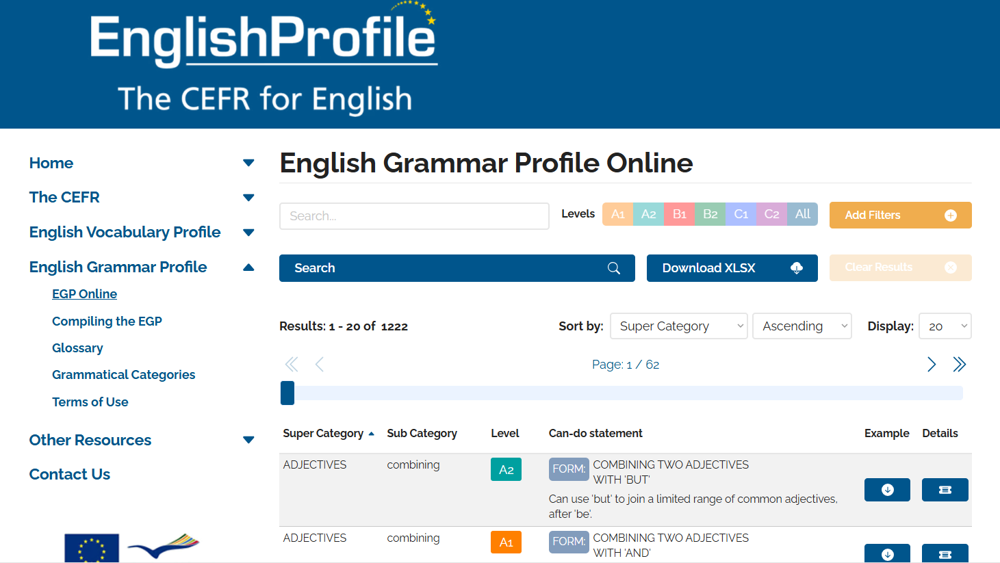 EnglishProfile
The CEFR for English
Home
The CEFR
English Vocabulary Profile
English Grammar Profile
EGP Online
Compiling the EGP
Glossary
Grammatical Categories
Terms of Use
Other Resources
Contact Us
English Grammar Profile Online
Search...
Levels A1 A2 B1 B2 C1 C2 All
Add Filters
Search
Download XLSX
Clear Results
Results: 1 - 20 of 1222
Sort by: Super Category Ascending Display: 20
Page: 1 / 62
Super Category Sub Category Level Can-do statement Example Details
ADJECTIVES combining A2 FORM: COMBINING TWO ADJECTIVES
WITH 'BUT'
Can use 'but' to join a limited range of common adjectives,
after 'be'.
ADJECTIVES combining A1 FORM: COMBINING TWO ADJECTIVES
WITH 'AND'